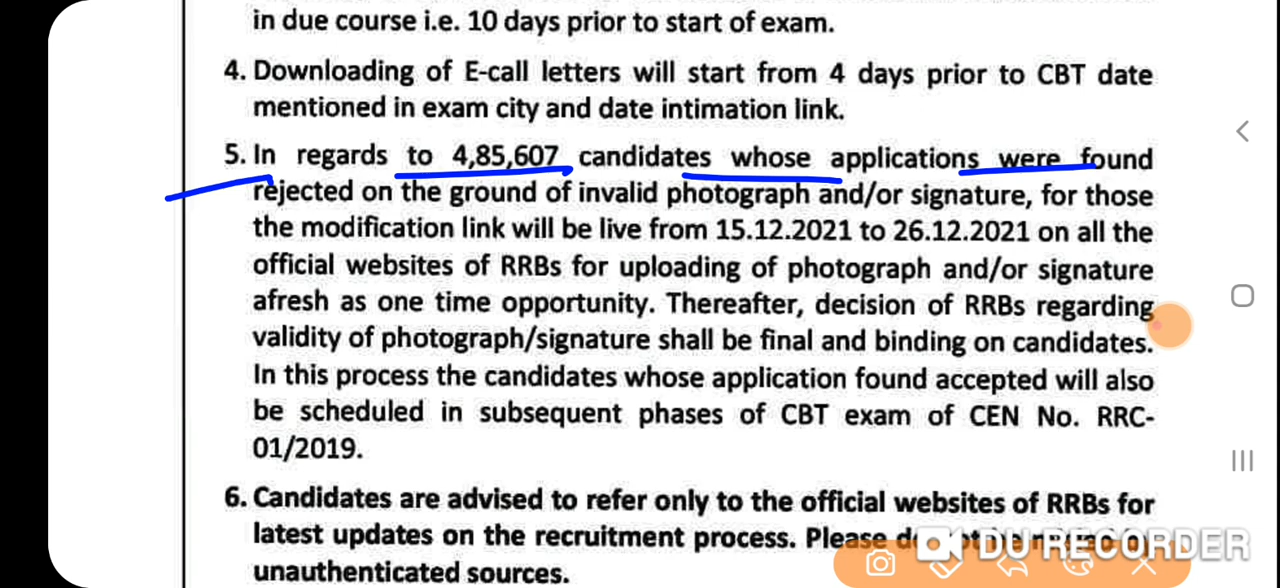 in due course i.e. 10 days prior to start of exam.
4. Downloading of E-call letters will start from 4 days prior to CBT date
mentioned in exam city and date intimation link.
5. In regards to 4,85,607 candidates whose applications were found
rejected on the ground of invalid photograph and/or signature, for those
the modification link will be live from 15.12.2021 to 26.12.2021 on all the
official websites of RRBs for uploading of photograph and/or signature
afresh as one time opportunity. Thereafter, decision of RRBs regarding
validity of photograph/signature shall be final and binding on candidates.
In this process the candidates whose application found accepted will also
be scheduled in subsequent phases of CBT exam of CEN No. RRC-
01/2019.
6. Candidates are advised to refer only to the official websites of RRBs for
latest updates on the recruitment process. Please
DU RECORDER
unauthenticated sources.